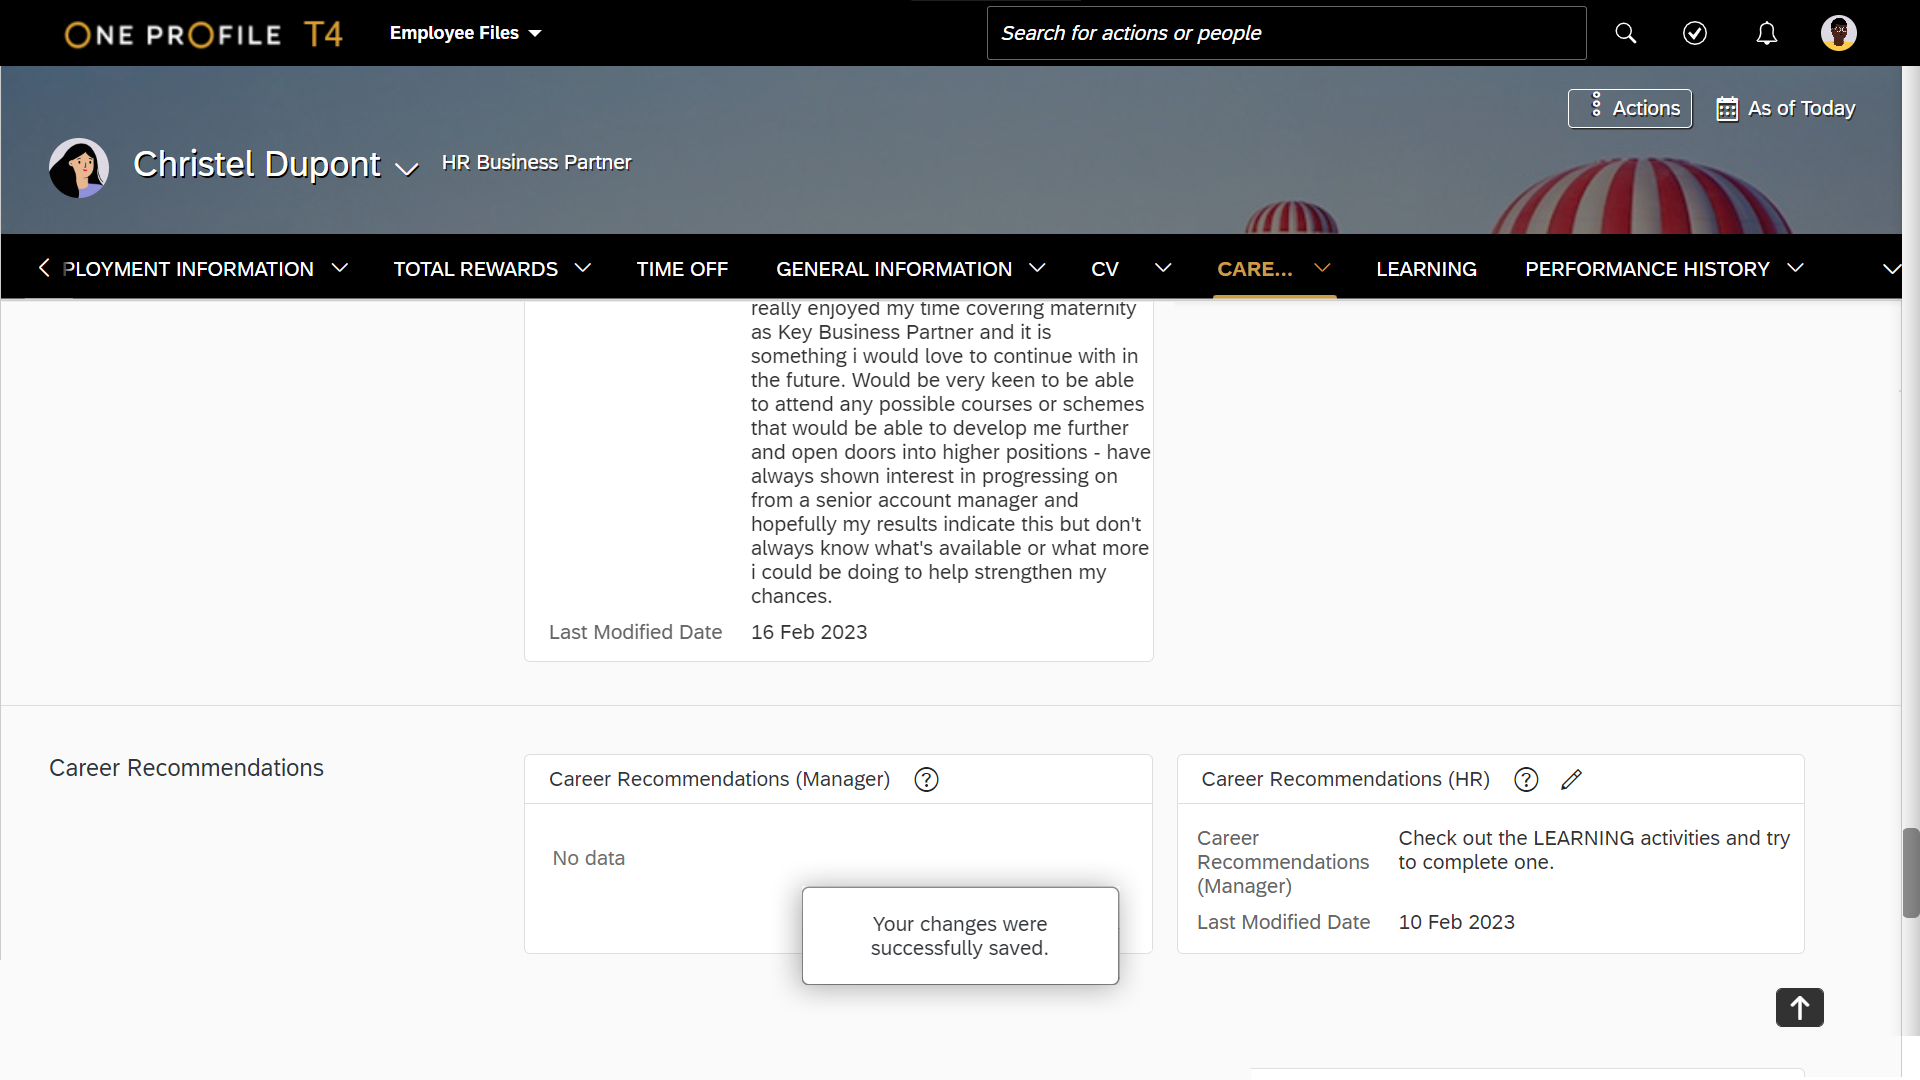 ONE PROFILE T4
Employee Files
Search for actions or people
Actions
As of Today
Christel Dupont
HR Business Partner
PLOYMENT INFORMATION
TOTAL REWARDS
TIME OFF
GENERAL INFORMATION
CV
CARE...
LEARNING
PERFORMANCE HISTORY
really enjoyed my time covering maternity
as Key Business Partner and it is
something i would love to continue with in
the future. Would be very keen to be able
to attend any possible courses or schemes
that would be able to develop me further
and open doors into higher positions - have
always shown interest in progressing on
from a senior account manager and
hopefully my results indicate this but don't
always know what's available or what more
i could be doing to help strengthen my
chances.
Last Modified Date
16 Feb 2023
Career Recommendations
Career Recommendations (Manager)
No data
Career Recommendations (HR)
Career
Recommendations
(Manager)
Check out the LEARNING activities and try
to complete one.
Last Modified Date
10 Feb 2023
Your changes were
successfully saved.